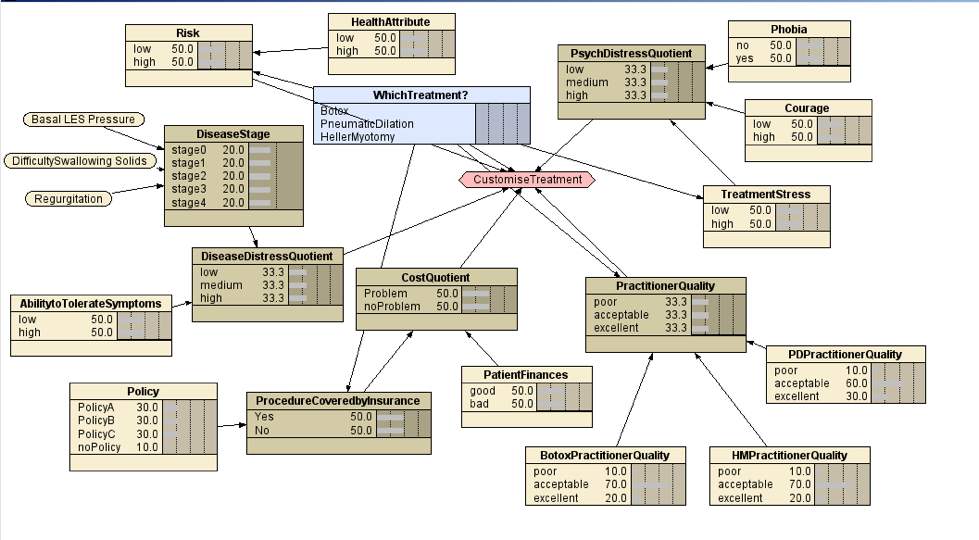 Risk
low 50.0
high 50.0
HealthAttribute
low 50.0
high 50.0
WhichTreatment?
Botox
PneumaticDilation
HellerMyotomy
PsychDistressQuotient
low 33.3
medium 33.3
high 33.3
Phobia
no 50.0
yes 50.0
Courage
low 50.0
high 50.0
Basal LES Pressure
DifficultySwallowing Solids
Regurgitation
DiseaseStage
stage0 20.0
stage1 20.0
stage2 20.0
stage3 20.0
stage4 20.0
CustomiseTreatment
TreatmentStress
low 50.0
high 50.0
DiseaseDistressQuotient
low 33.3
medium 33.3
high 33.3
CostQuotient
Problem 50.0
noProblem 50.0
PractitionerQuality
poor 33.3
acceptable 33.3
excellent 33.3
AbilitytoTolerateSymptoms
low 50.0
high 50.0
PDPractitionerQuality
poor 10.0
acceptable 60.0
excellent 30.0
PatientFinances
good 50.0
bad 50.0
Policy
PolicyA 30.0
PolicyB 30.0
PolicyC 30.0
noPolicy 10.0
ProcedureCoveredbyInsurance
Yes 50.0
No 50.0
BotoxPractitionerQuality
poor 10.0
acceptable 70.0
excellent 20.0
HMPractitionerQuality
poor 10.0
acceptable 70.0
excellent 20.0